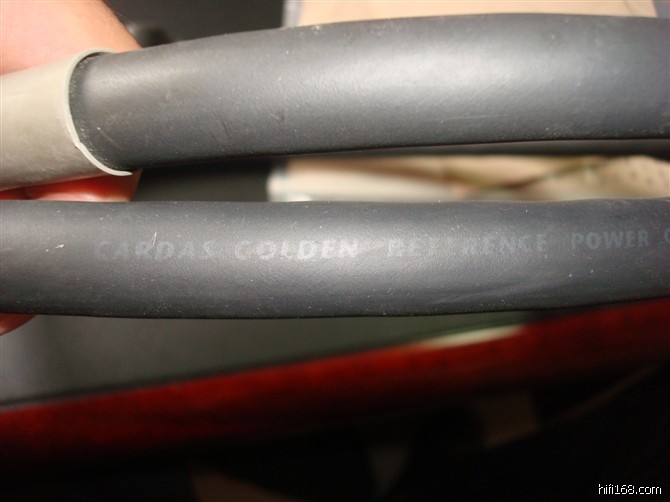 CARDAS GOLDEN REFERENCE POWER
hifi168.com